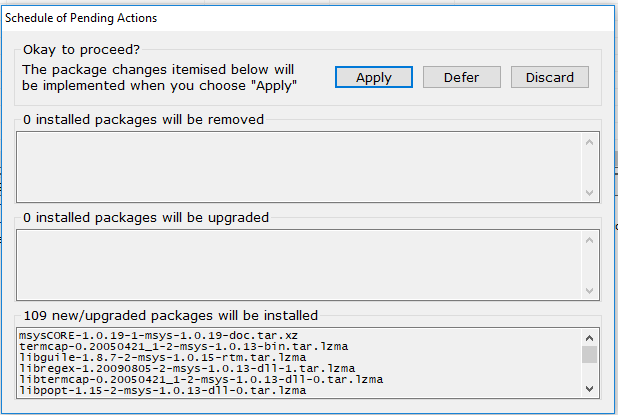 Schedule of Pending Actions
Okay to proceed?
The package changes itemised below will
be implemented when you choose "Apply"
Apply
Defer
Discard
0 installed packages will be removed
0 installed packages will be upgraded
109 new/upgraded packages will be installed
msysCORE-1.0.19-1-msys-1.0.19-doc.tar.xz
termcap-0.20050421_1-2-msys-1.0.13-bin.tar.lzma
libguile-1.8.7-2-msys-1.0.15-rtm.tar.lzma
libregex-1.20090805-2-msys-1.0.13-dll-1.tar.lzma
libtermcap-0.20050421_1-2-msys-1.0.13-dll-0.tar.lzma
libpopt-1.15-2-msys-1.0.13-dll-0.tar.lzma